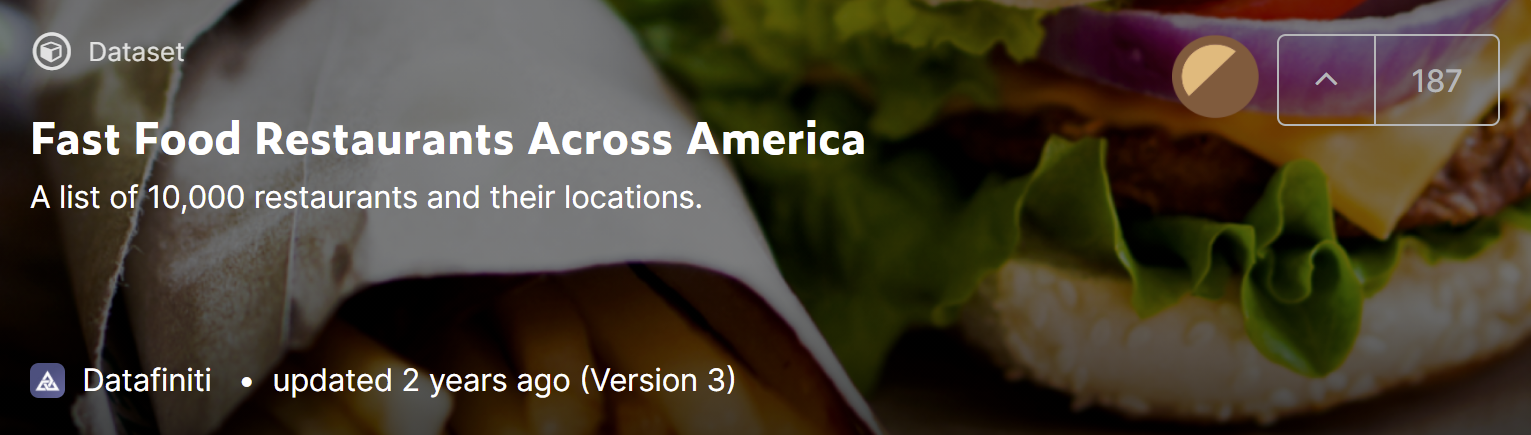 Dataset
187
Fast Food Restaurants Across America
A list of 10,000 restaurants and their locations.
Datafiniti • updated 2 years ago (Version 3)